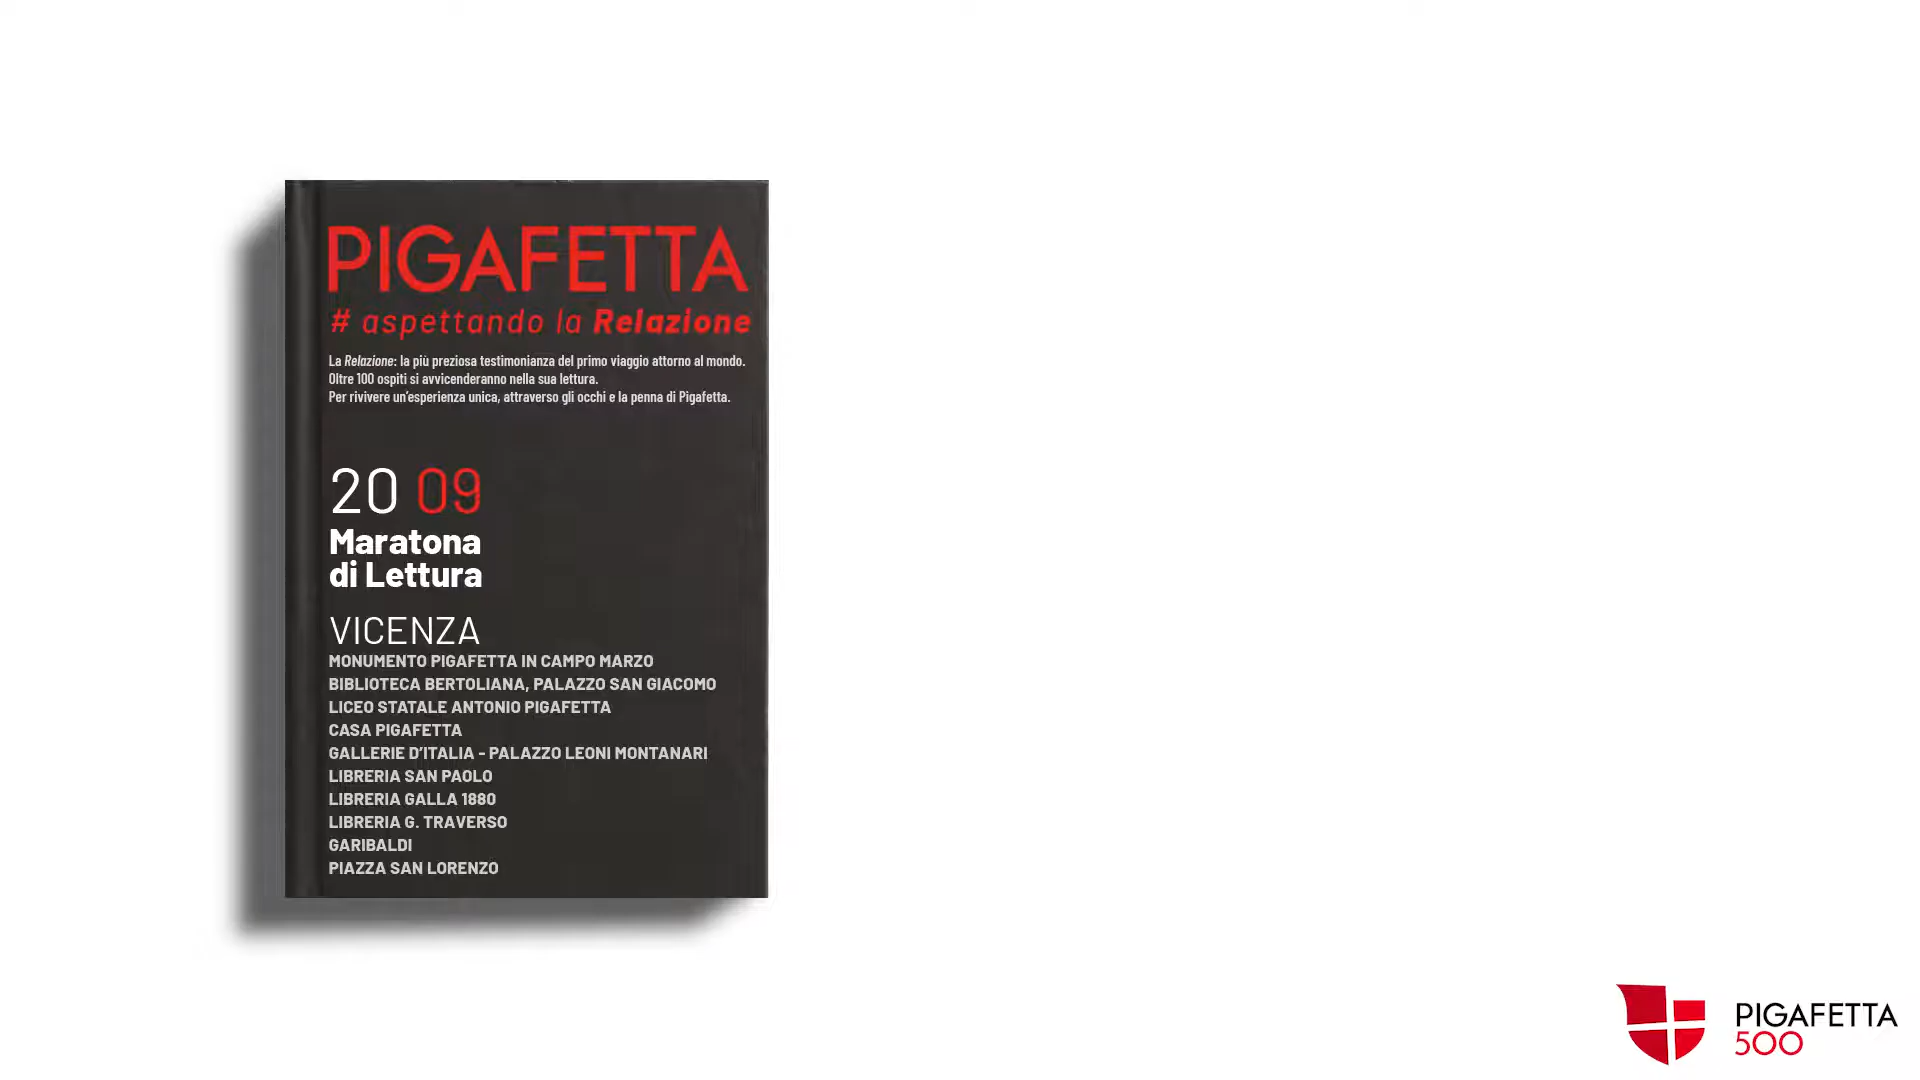 PIGAFETTA
# aspettando la Relazione
La Relazione: la più preziosa testimonianza del primo viaggio attorno al mondo.
Oltre 100 ospiti si avvicenderanno nella sua lettura.
Per rivivere un'esperienza unica, attraverso gli occhi e la penna di Pigafetta.
20 09
Maratona
di Lettura
VICENZA
MONUMENTO PIGAFETTA IN CAMPO MARZO
BIBLIOTECA BERTOLIANA, PALAZZO SAN GIACOMO
LICEO STATALE ANTONIO PIGAFETTA
CASA PIGAFETTA
GALLERIE D'ITALIA - PALAZZO LEONI MONTANARI
LIBRERIA SAN PAOLO
LIBRERIA GALLA 1880
LIBRERIA G. TRAVERSO
GARIBALDI
PIAZZA SAN LORENZO
PIGAFETTA
500